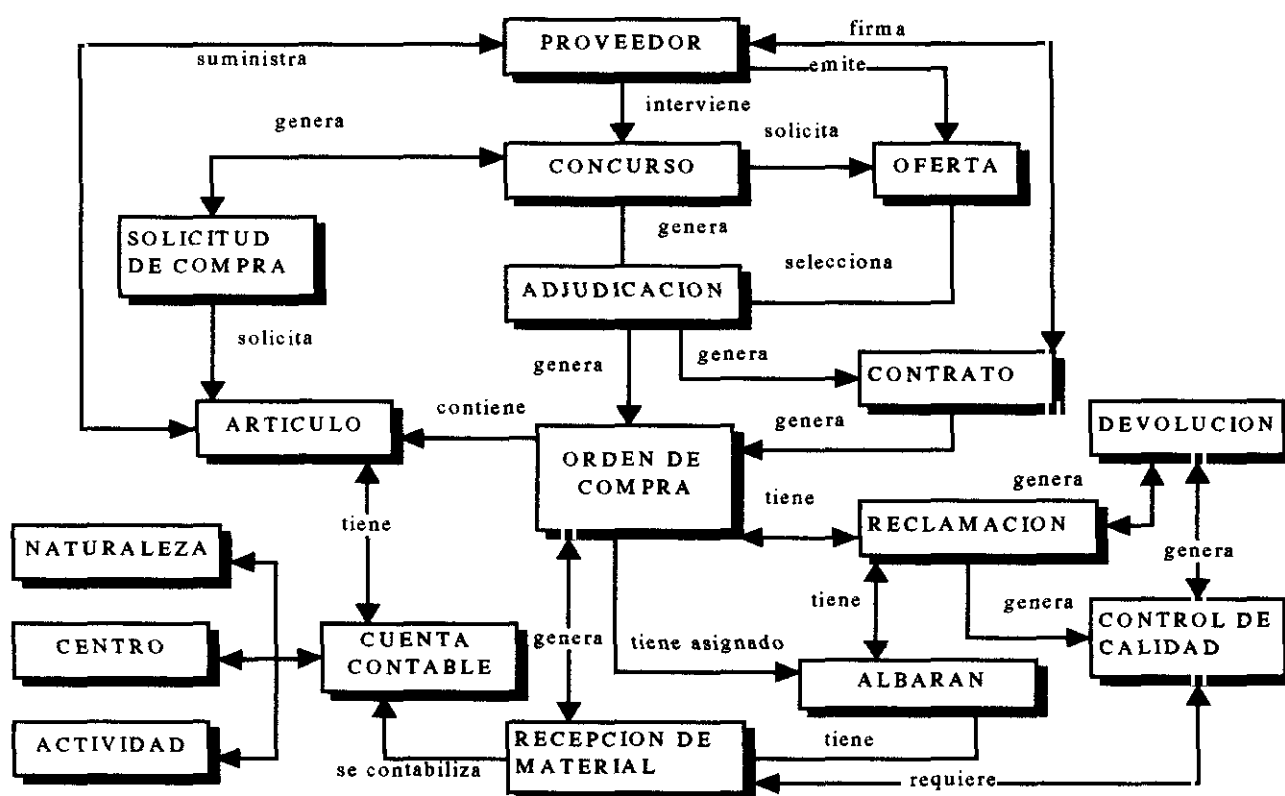 firma
PROVEEDOR
suministra
emite
interviene
genera
solicita
CONCURSO
OFERTA
genera
SOLICITUD
DE COMPRA
selecciona
ADJUDICACION
solicita
genera
genera
CONTRATO
contiene
genera
ARTICULO
DEVOLUCION
ORDEN DE
COMPRA
genera
tiene
tiene
RECLAMACION
NATURALEZA
genera
tiene
genera
CONTROL DE
CALIDAD
CENTRO
CUENTA
CONTABLE
genera
tiene asignado
ALBARAN
ACTIVIDAD
RECEPCION DE
MATERIAL
tiene
se contabiliza
requiere